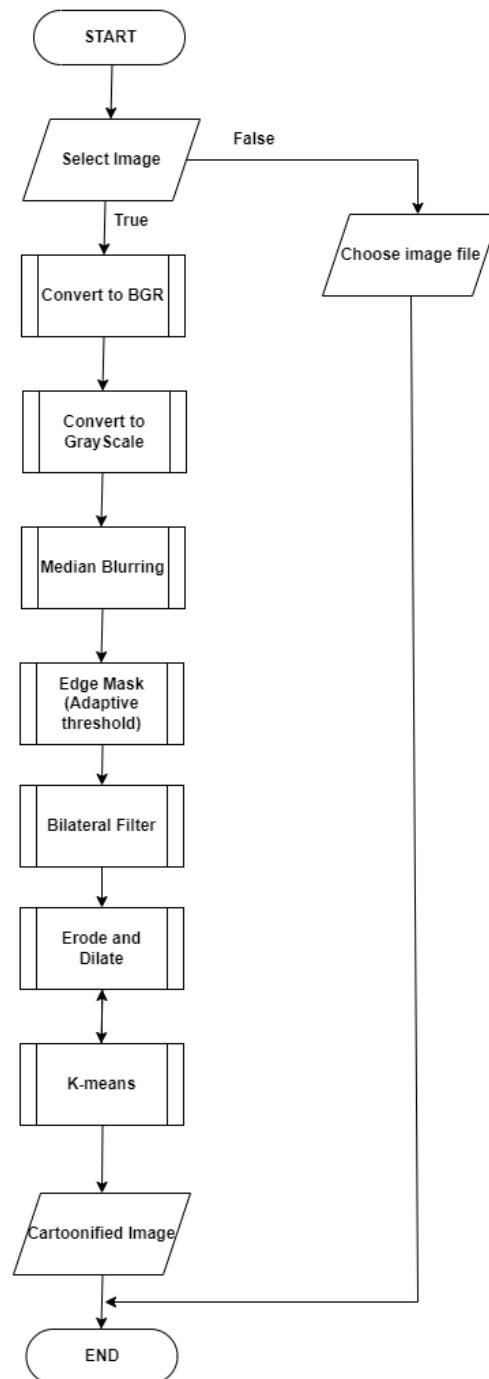 START
Select Image
False
True
Choose image file
Convert to BGR
Convert to
GrayScale
Median Blurring
Edge Mask
(Adaptive
threshold)
Bilateral Filter
Erode and
Dilate
K-means
Cartoonified Image
END